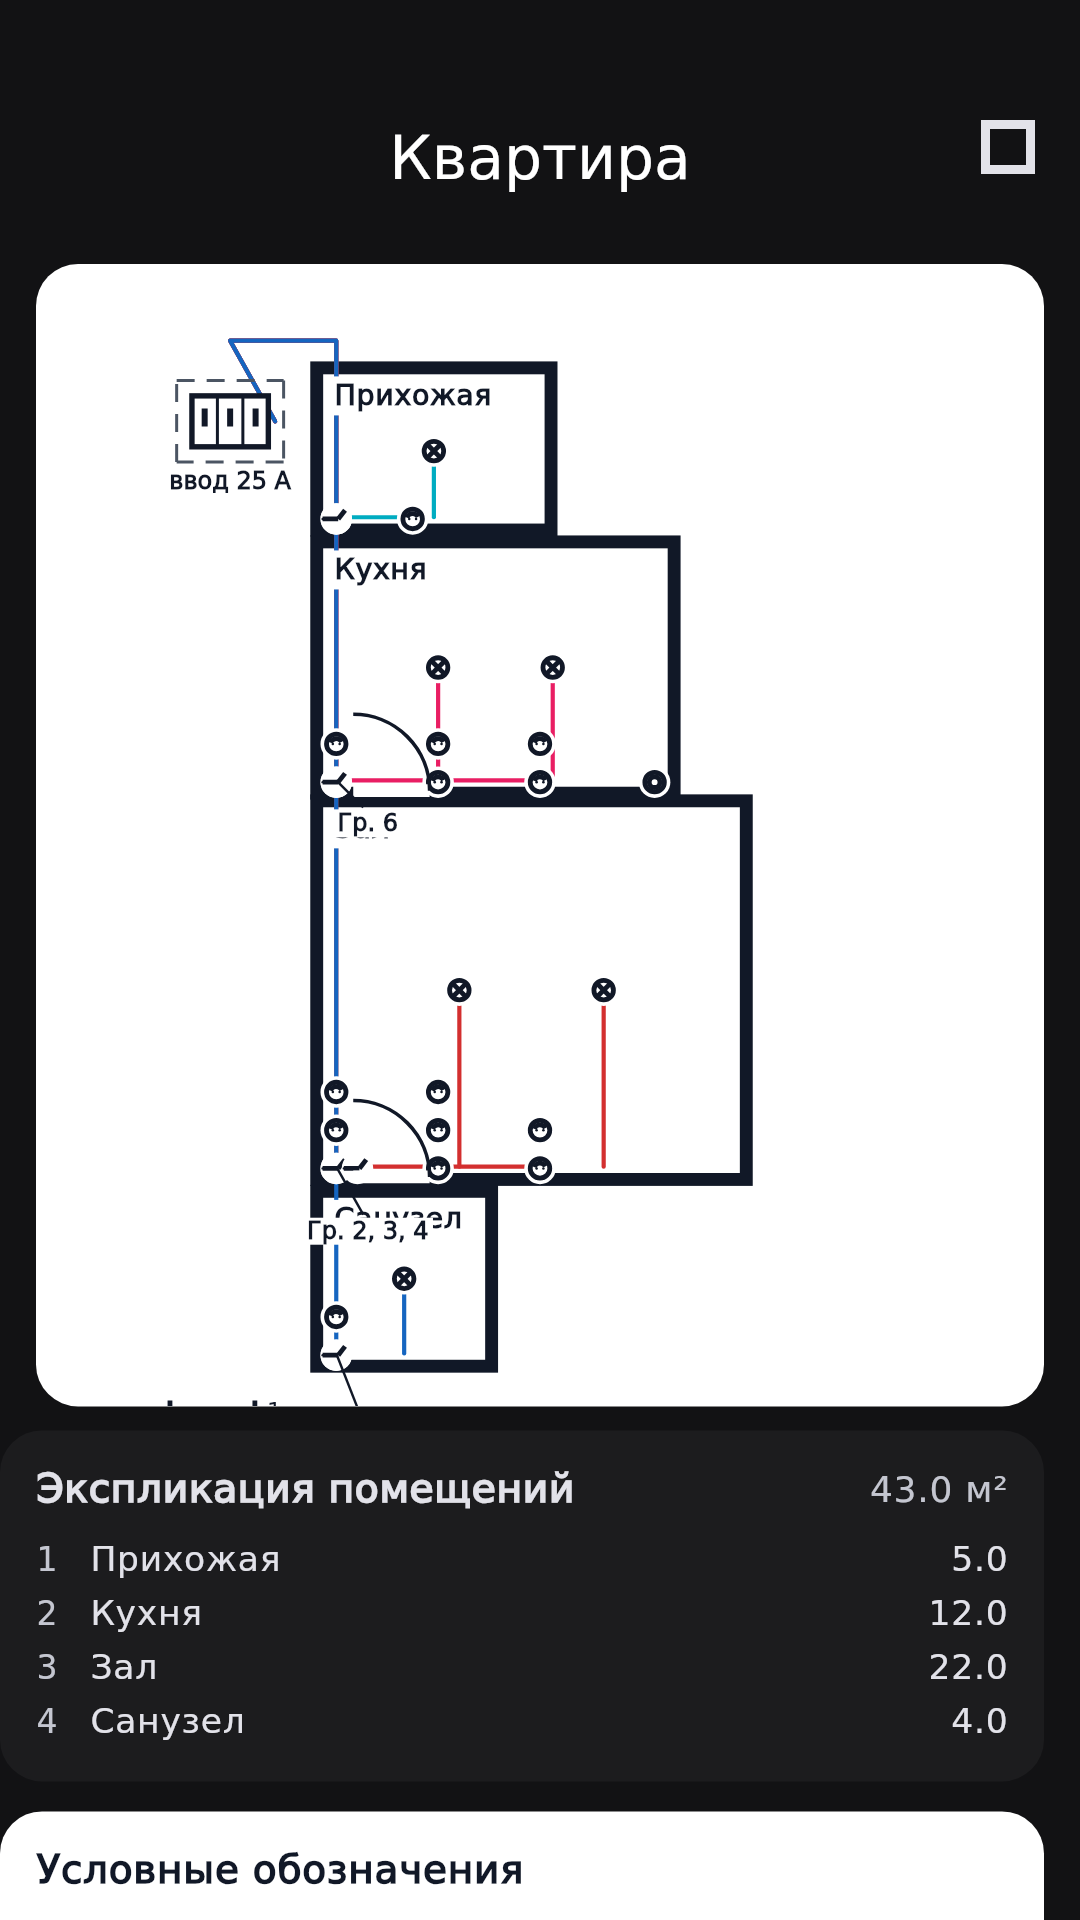 Квартира
Прихожая
ввод 25 А
Кухня
Гр. 6
Санузел
Гр. 2, 3, 4
Экспликация помещений 43.0 м²
1 Прихожая 5.0
2 Кухня 12.0
3 Зал 22.0
4 Санузел 4.0
Условные обозначения